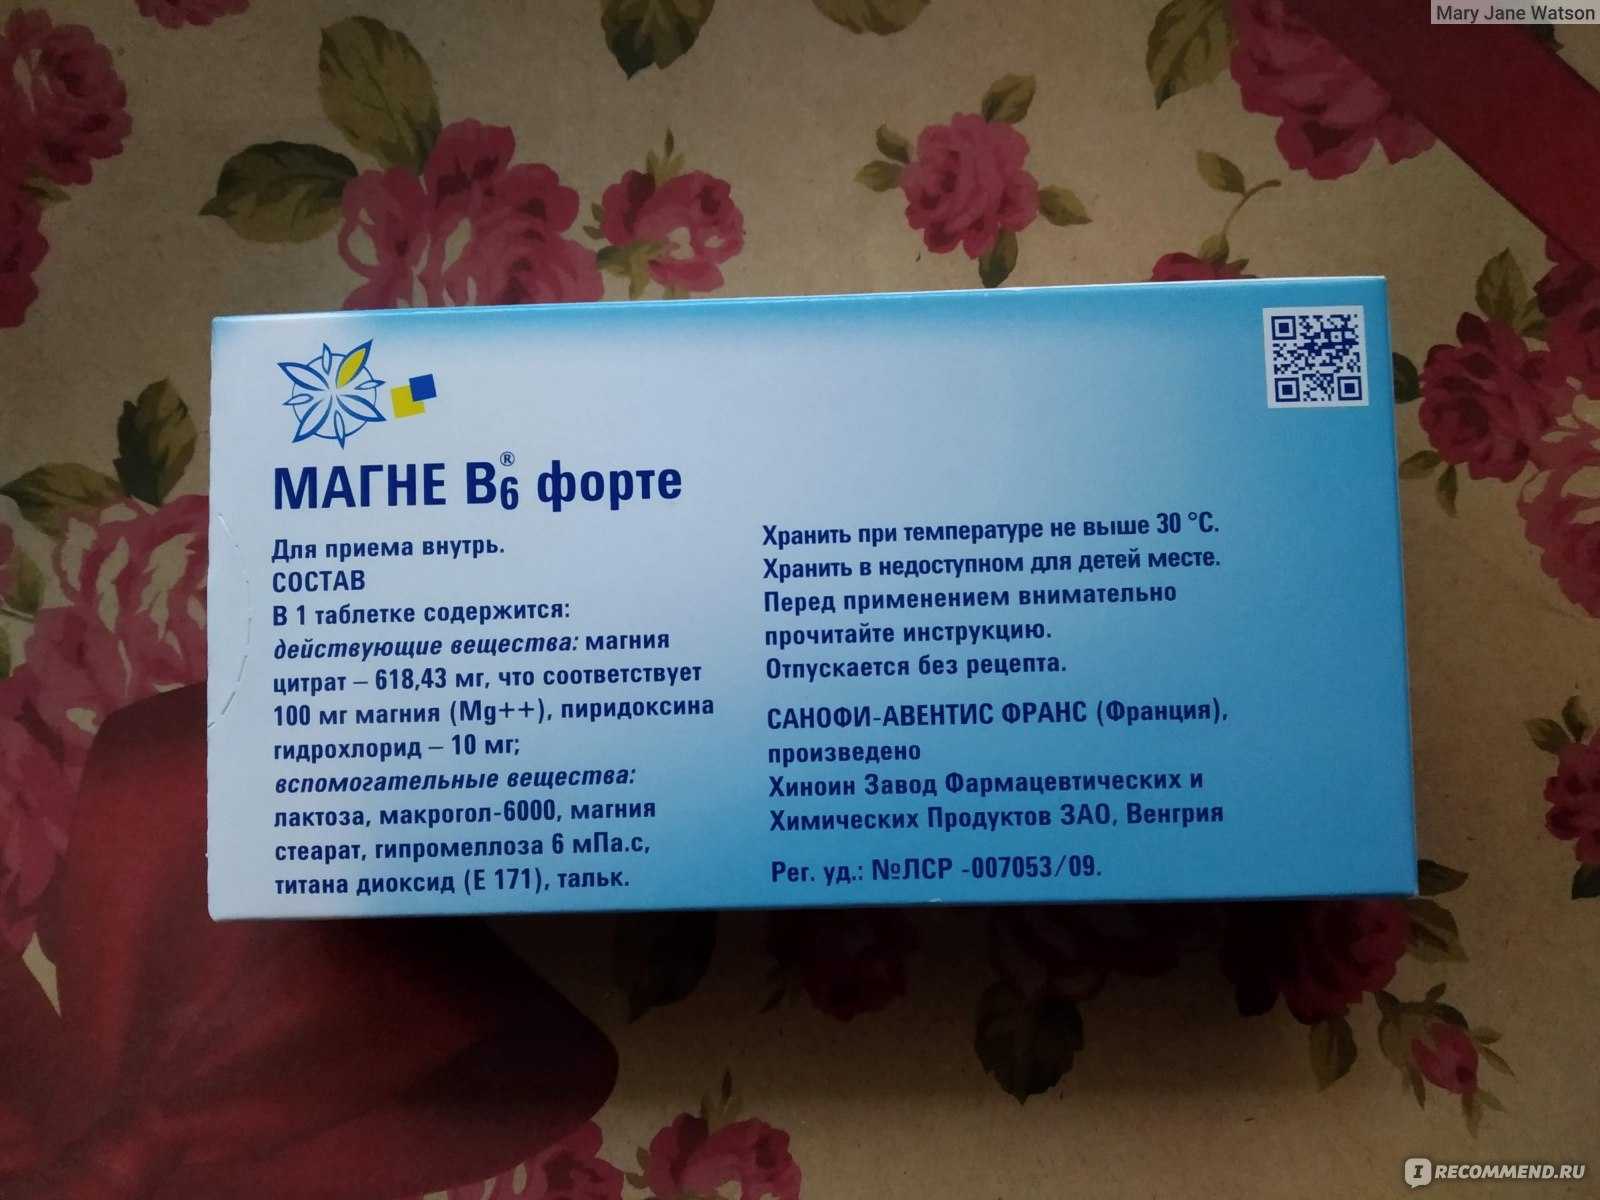 Mary Jane Watson
МАГНЕ B6® форте
Для приема внутрь.
СОСТАВ
В 1 таблетке содержится:
действующие вещества: магния
цитрат – 618,43 мг, что соответствует
100 мг магния (Mg++), пиридоксина
гидрохлорид – 10 мг;
вспомогательные вещества:
лактоза, макрогол-6000, магния
стеарат, гипромеллоза 6 мПа.с,
титана диоксид (Е 171), тальк.
Хранить при температуре не выше 30 °С.
Хранить в недоступном для детей месте.
Перед применением внимательно
прочитайте инструкцию.
Отпускается без рецепта.
САНОФИ-АВЕНТИС ФРАНС (Франция),
произведено
Хиноин Завод Фармацевтических и
Химических Продуктов ЗАО, Венгрия
Рег. уд.: №ЛСР -007053/09.
IRECOMMEND.RU